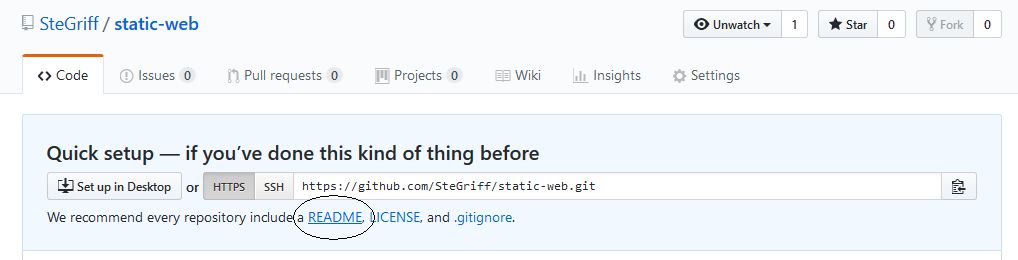 SteGriff / static-web
Unwatch 1 Star 0 Fork 0
Code Issues 0 Pull requests 0 Projects 0 Wiki Insights Settings
Quick setup — if you’ve done this kind of thing before
Set up in Desktop or HTTPS SSH https://github.com/SteGriff/static-web.git
We recommend every repository include a README, LICENSE, and .gitignore.